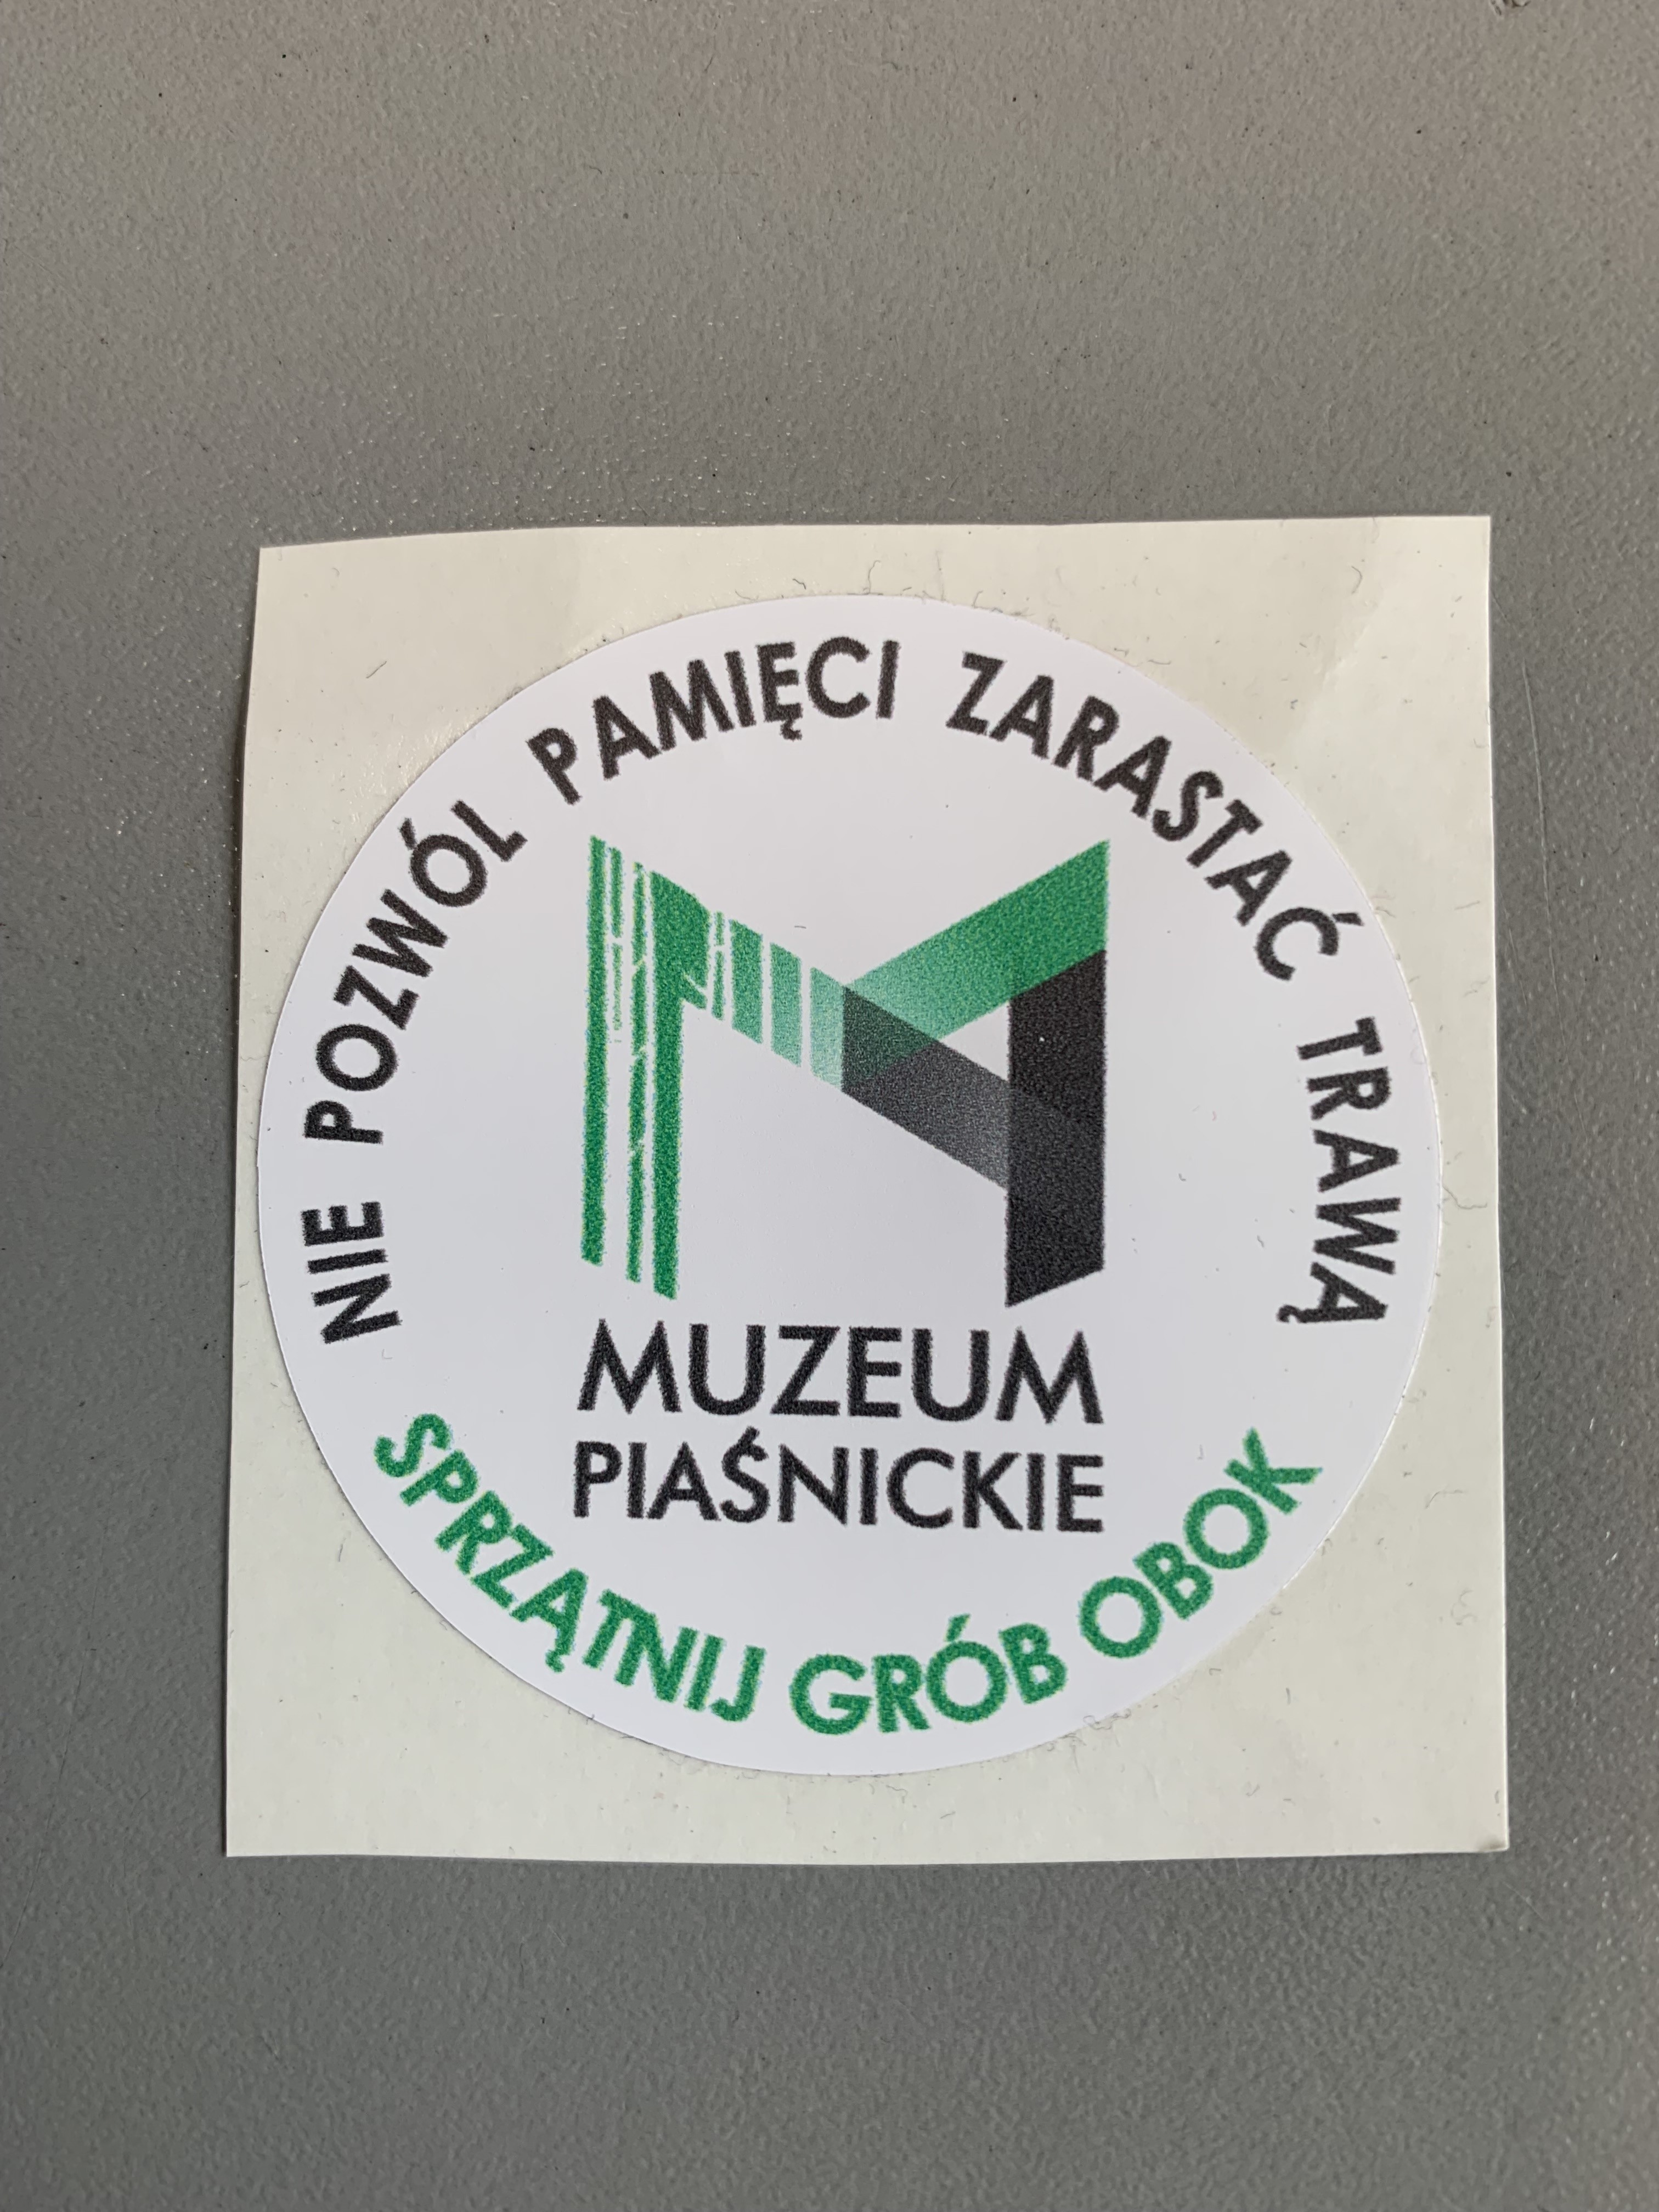 NIE POZWÓL PAMIĘCI ZARASTAĆ TRAWĄ
MUZEUM
PIAŚNICKIE
SPRZĄTNIJ GRÓB OBOK